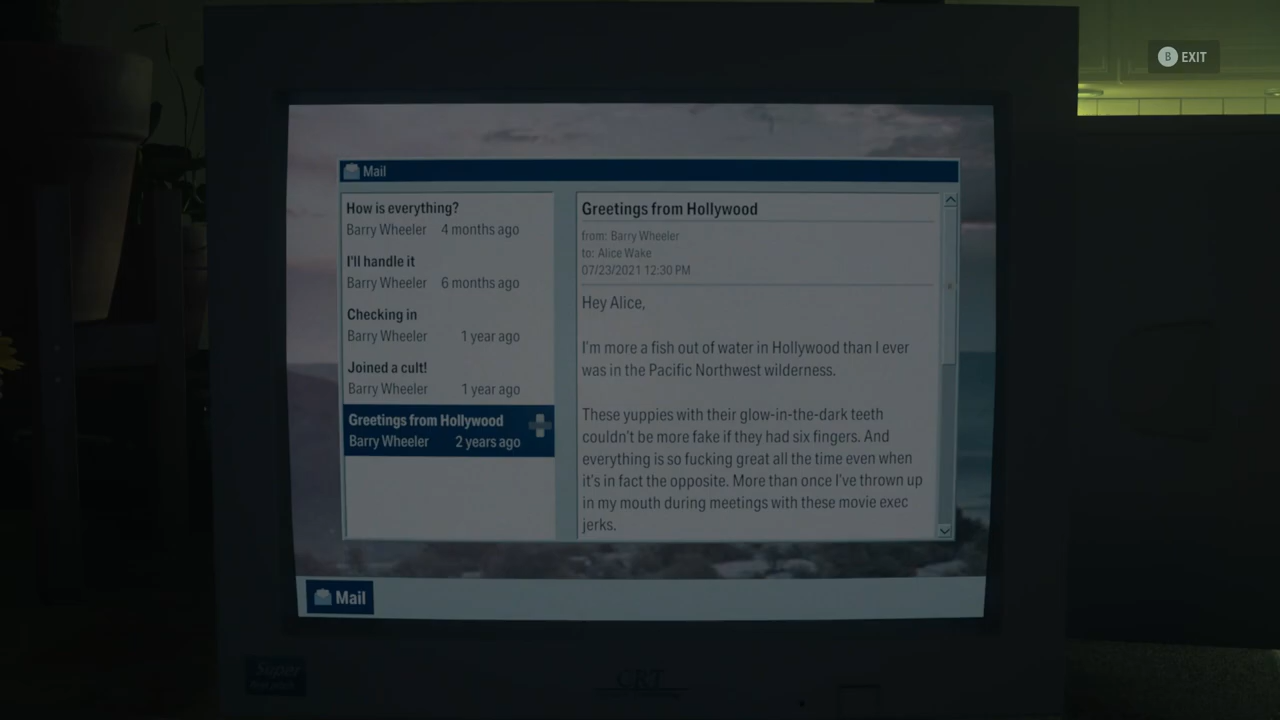 B EXIT
Mail
How is everything?
Barry Wheeler 4 months ago
I'll handle it
Barry Wheeler 6 months ago
Checking in
Barry Wheeler 1 year ago
Joined a cult!
Barry Wheeler 1 year ago
Greetings from Hollywood
Barry Wheeler 2 years ago
Greetings from Hollywood
from: Barry Wheeler
to: Alice Wake
07/23/2021 12:30 PM
Hey Alice,
I'm more a fish out of water in Hollywood than I ever
was in the Pacific Northwest wilderness.
These yuppies with their glow-in-the-dark teeth
couldn't be more fake if they had six fingers. And
everything is so fucking great all the time even when
it's in fact the opposite. More than once I've thrown up
in my mouth during meetings with these movie exec
jerks.
Mail
Super
CRT